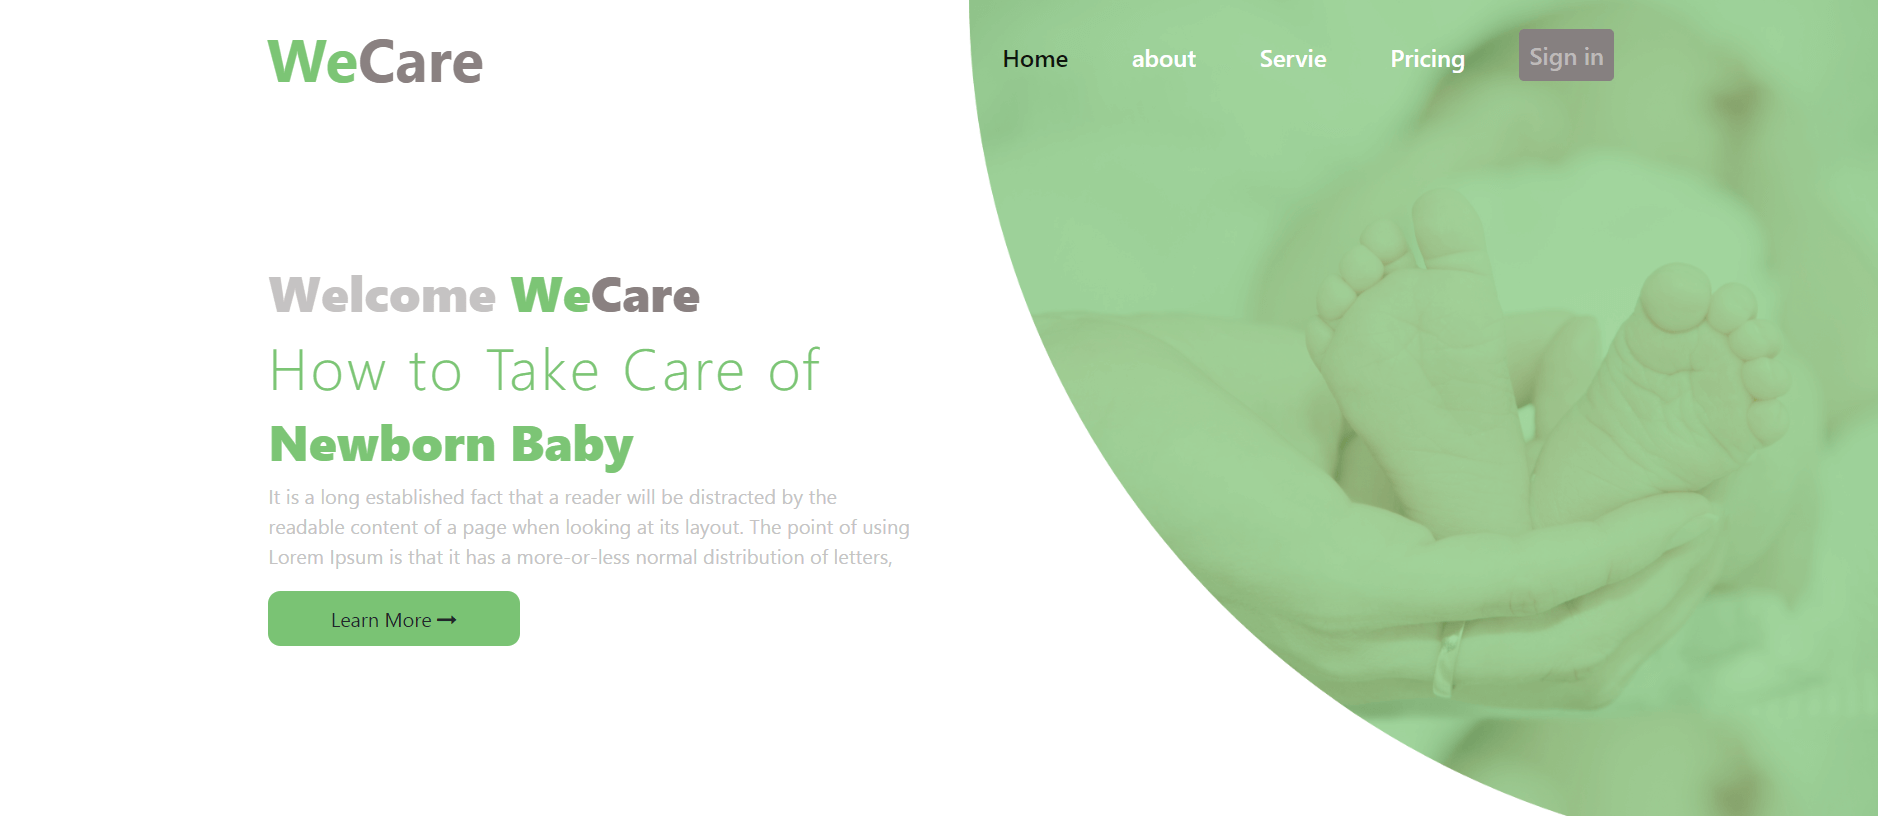 WeCare
Home about Servie Pricing Sign in
Welcome WeCare
How to Take Care of
Newborn Baby
It is a long established fact that a reader will be distracted by the
readable content of a page when looking at its layout. The point of using
Lorem Ipsum is that it has a more-or-less normal distribution of letters,
Learn More